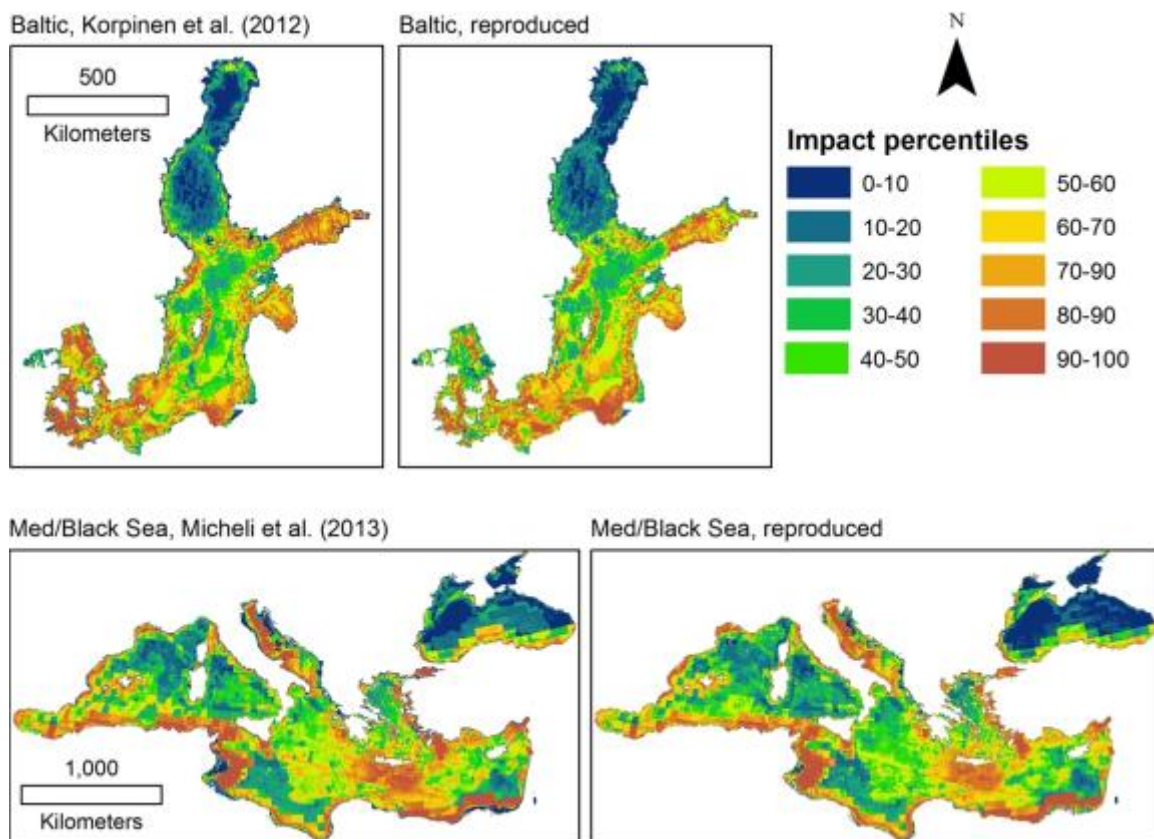 Baltic, Korpinen et al. (2012)
Baltic, reproduced
N
500
Kilometers
Impact percentiles
0-10
50-60
10-20
60-70
20-30
70-90
30-40
80-90
40-50
90-100
Med/Black Sea, Micheli et al. (2013)
Med/Black Sea, reproduced
1,000
Kilometers